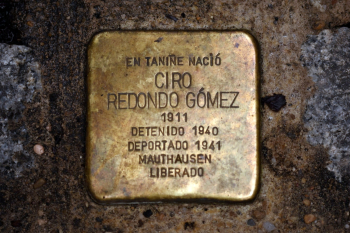 EN TANIÑE NACIÓ
CIRO
REDONDO GÓMEZ
1911
DETENIDO 1940
DEPORTADO 1941
MAUTHAUSEN
LIBERADO